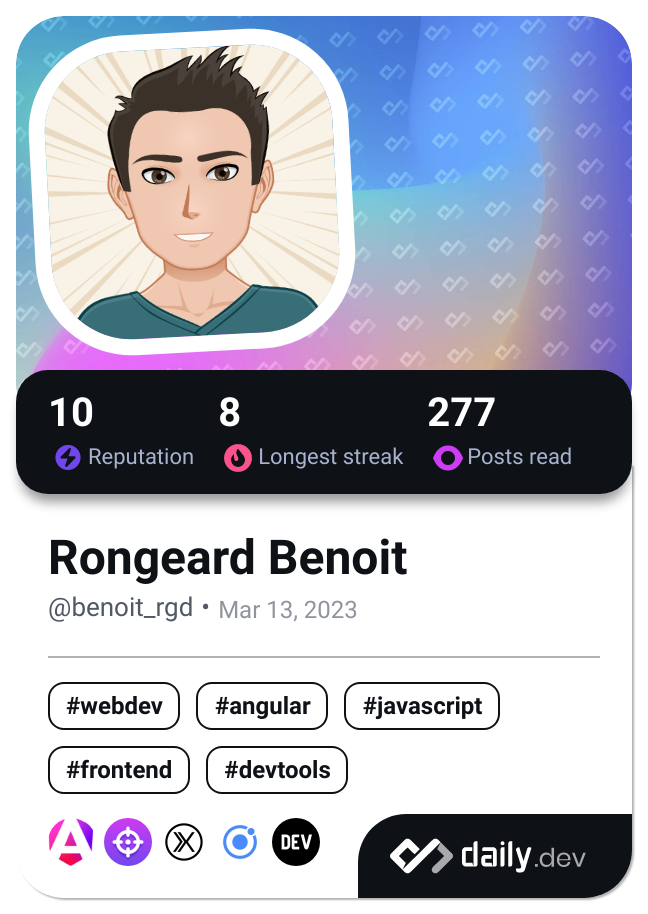 10 8 277
Reputation Longest streak Posts read
Rongeard Benoit
@benoit_rgd • Mar 13, 2023
#webdev #angular #javascript
#frontend #devtools
DEV
daily.dev